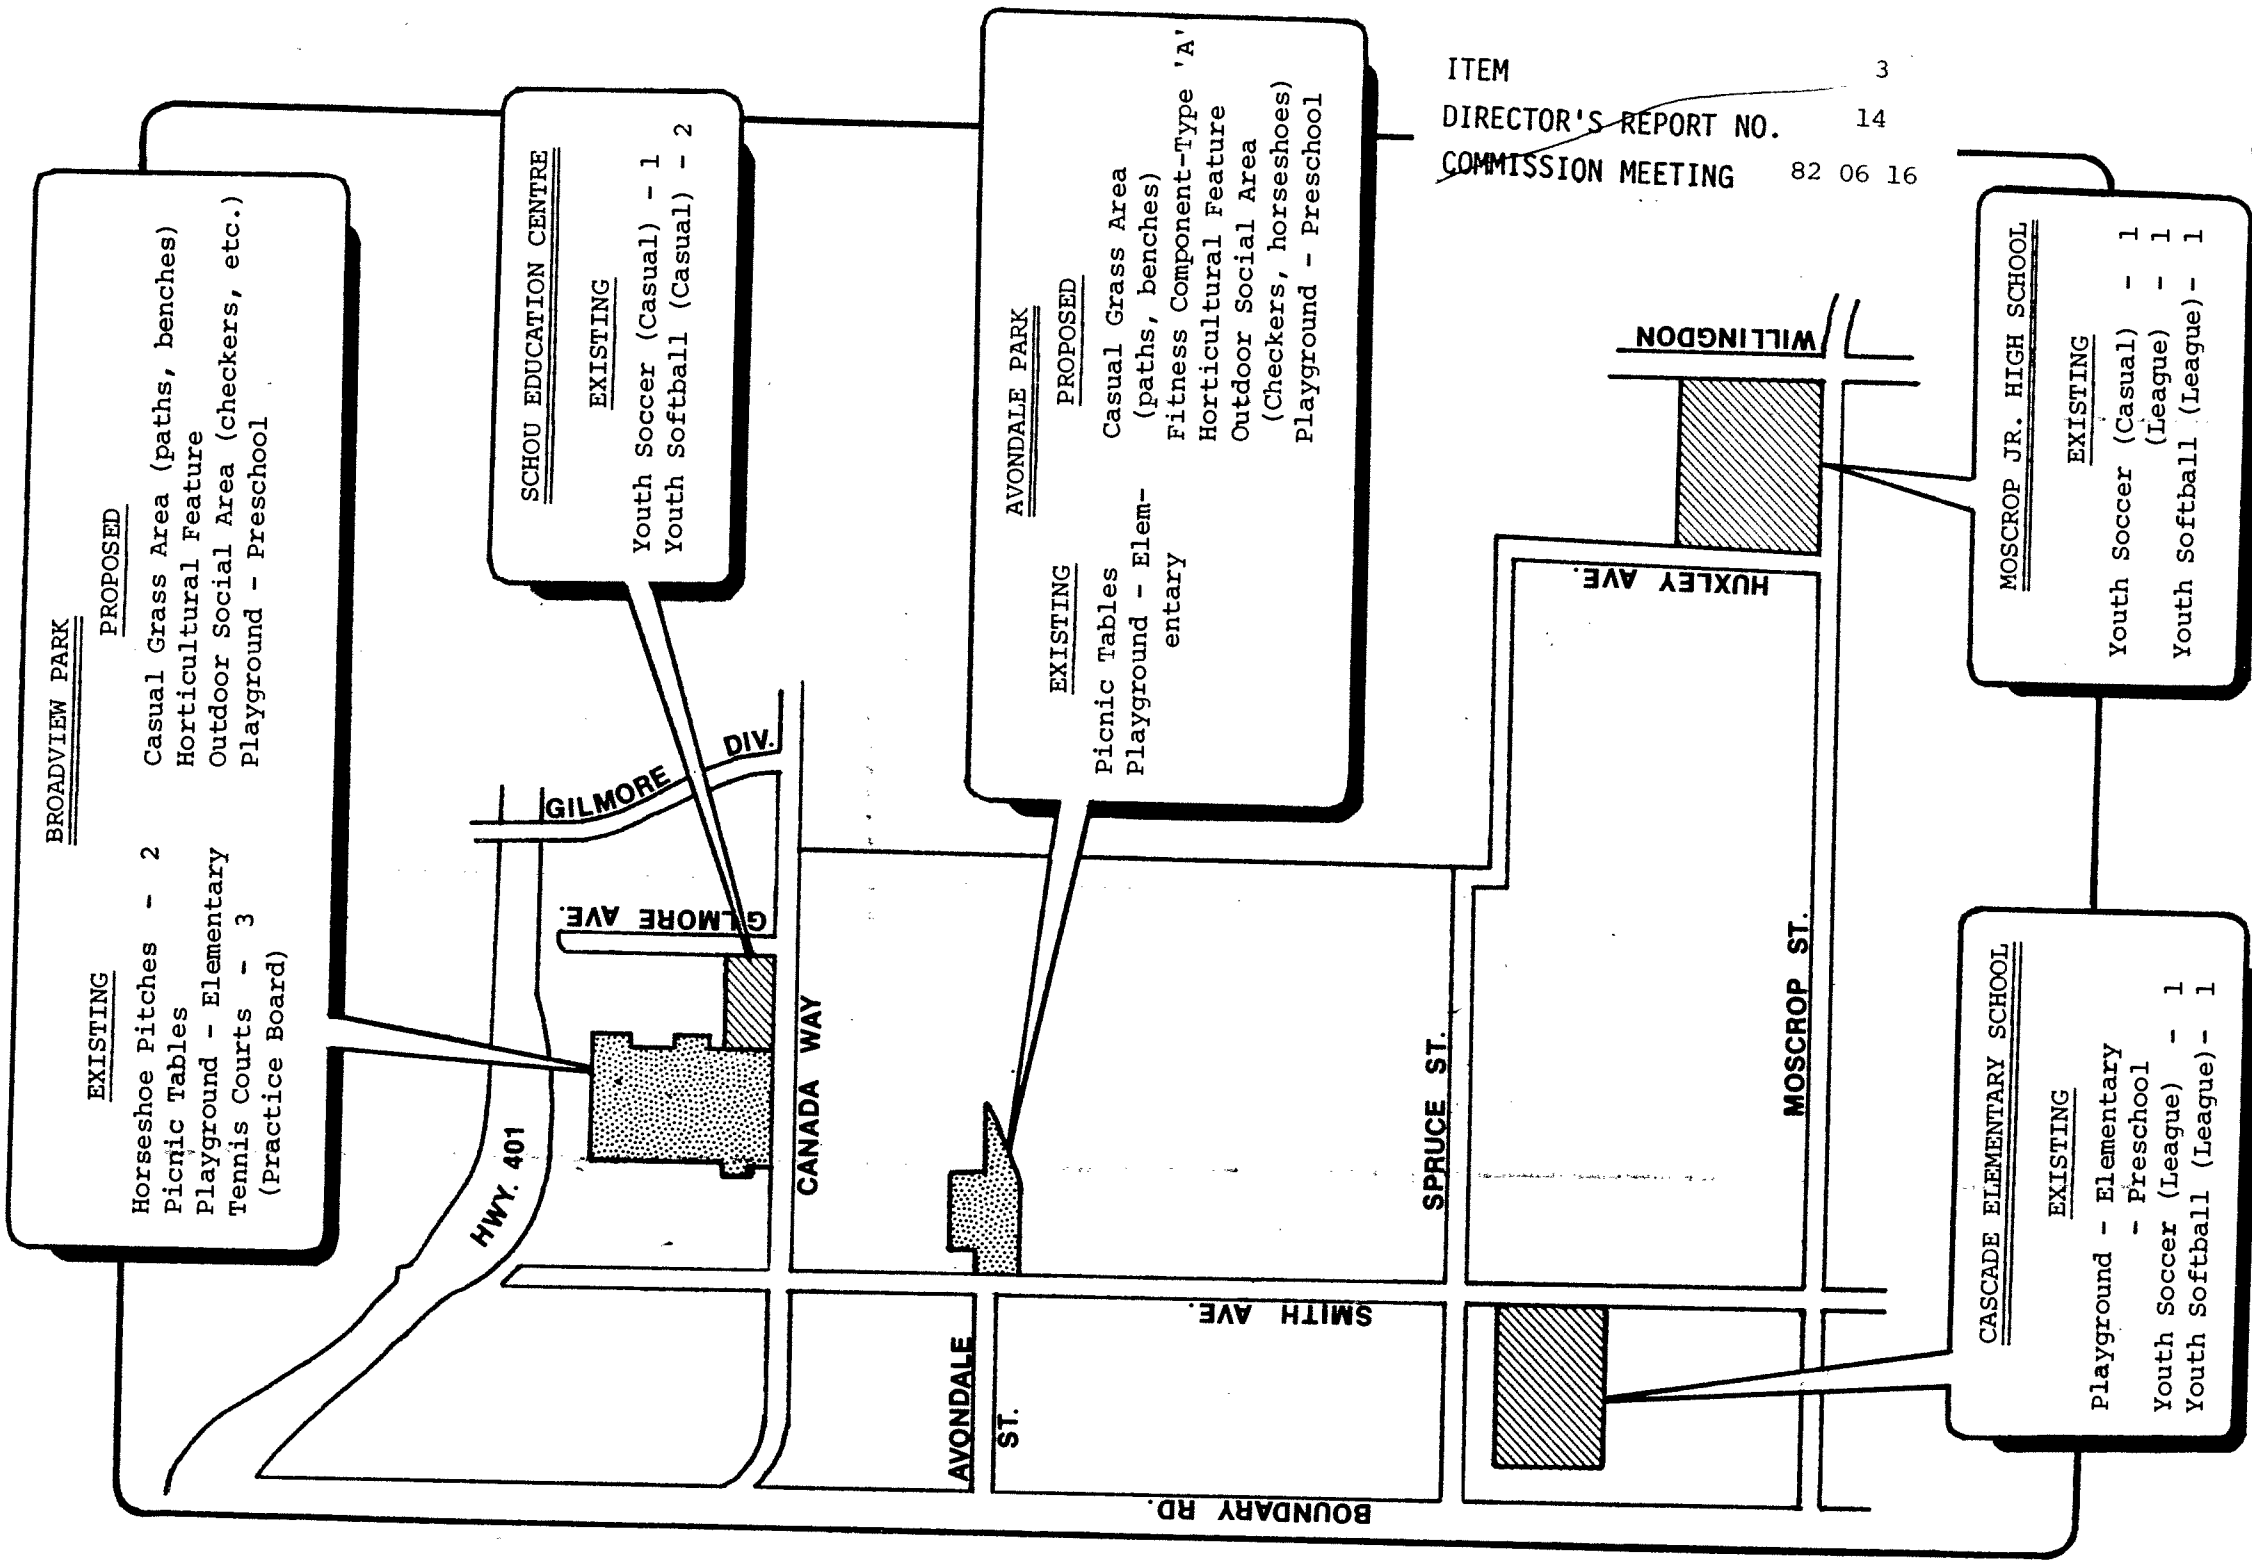 ITEM 3
DIRECTOR'S REPORT NO. 14
COMMISSION MEETING 82 06 16
BROADVIEW PARK
EXISTING
Horseshoe Pitches - 2
Picnic Tables
Playground - Elementary
Tennis Courts - 3
(Practice Board)
PROPOSED
Casual Grass Area (paths, benches)
Horticultural Feature
Outdoor Social Area (checkers, etc.)
Playground - Preschool
SCHOU EDUCATION CENTRE
EXISTING
Youth Soccer (Casual) - 1
Youth Softball (Casual) - 2
AVONDALE PARK
EXISTING
Picnic Tables
Playground - Elem-
entary
PROPOSED
Casual Grass Area
(paths, benches)
Fitness Component-Type 'A'
Horticultural Feature
Outdoor Social Area
(Checkers, horseshoes)
Playground - Preschool
CASCADE ELEMENTARY SCHOOL
EXISTING
Playground - Elementary
- Preschool
Youth Soccer (League) - 1
Youth Softball (League) - 1
MOSCROP JR. HIGH SCHOOL
EXISTING
Youth Soccer (Casual) - 1
(League) - 1
Youth Softball (League) - 1
HWY. 401
GILMORE DIV.
GILMORE AVE.
CANADA WAY
AVONDALE
ST.
SMITH AVE.
BOUNDARY RD.
SPRUCE ST.
MOSCROP ST.
HUXLEY AVE.
WILLINGDON